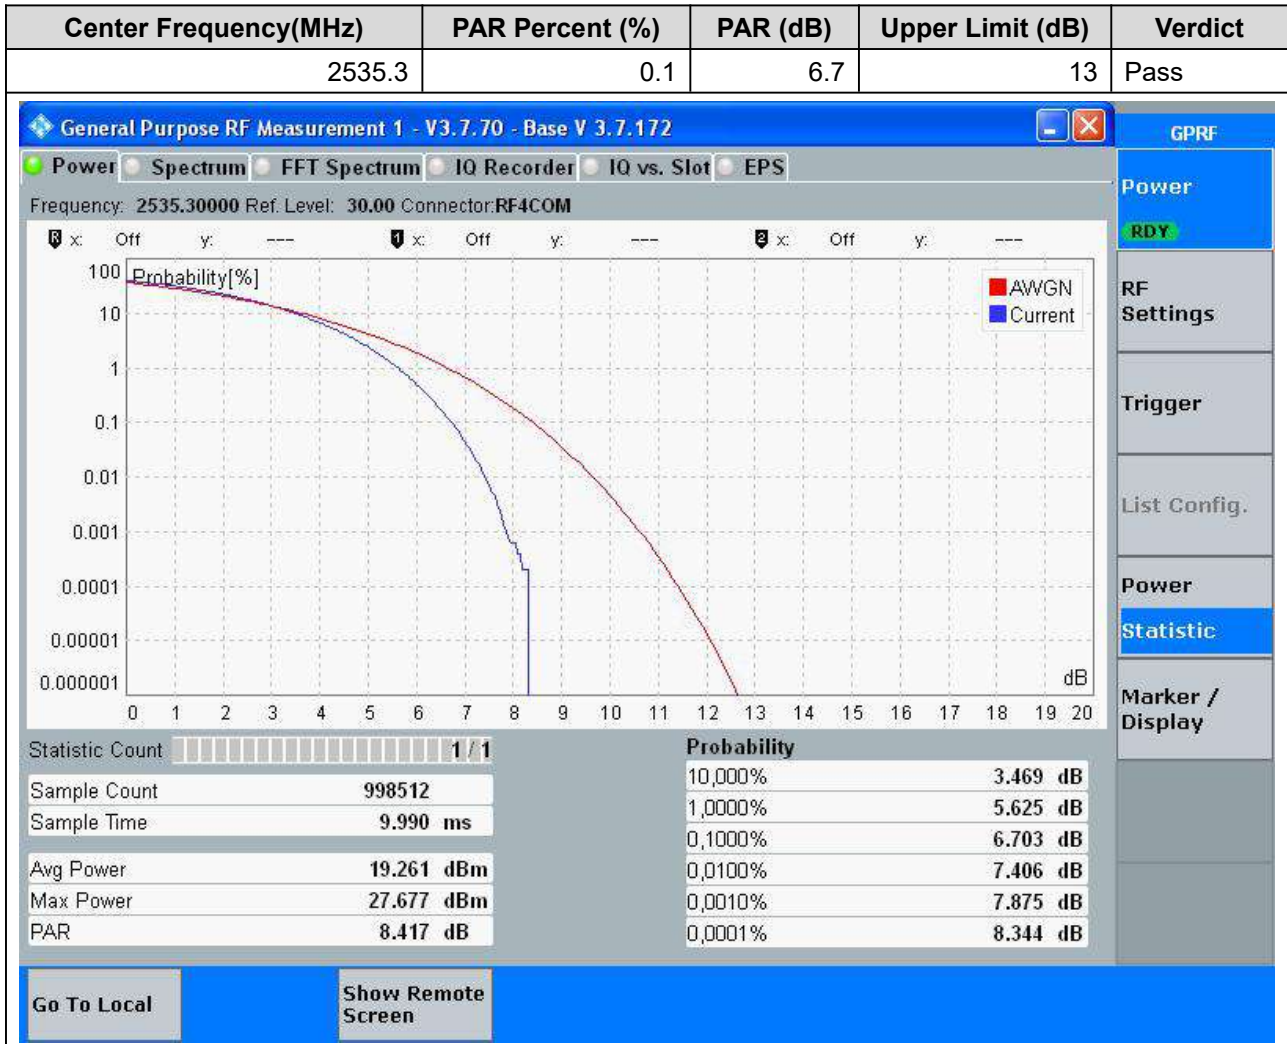 Center Frequency(MHz) PAR Percent (%) PAR (dB) Upper Limit (dB) Verdict
2535.3 0.1 6.7 13 Pass
General Purpose RF Measurement 1 - V3.7.70 - Base V 3.7.172
GPRF
Power Spectrum FFT Spectrum IQ Recorder IQ vs. Slot EPS
Frequency: 2535.30000 Ref. Level: 30.00 Connector:RF4COM
R x: Off y: --- 1 x: Off y: --- 2 x: Off y: ---
Probability[%]
100
10
1
0.1
0.01
0.001
0.0001
0.00001
0.000001
AWGN
Current
dB
0 1 2 3 4 5 6 7 8 9 10 11 12 13 14 15 16 17 18 19 20
Statistic Count 1 / 1
Sample Count 998512
Sample Time 9.990 ms
Avg Power 19.261 dBm
Max Power 27.677 dBm
PAR 8.417 dB
Probability
10,000% 3.469 dB
1,0000% 5.625 dB
0,1000% 6.703 dB
0,0100% 7.406 dB
0,0010% 7.875 dB
0,0001% 8.344 dB
Power
RDY
RF
Settings
Trigger
List Config.
Power
Statistic
Marker /
Display
Go To Local
Show Remote
Screen